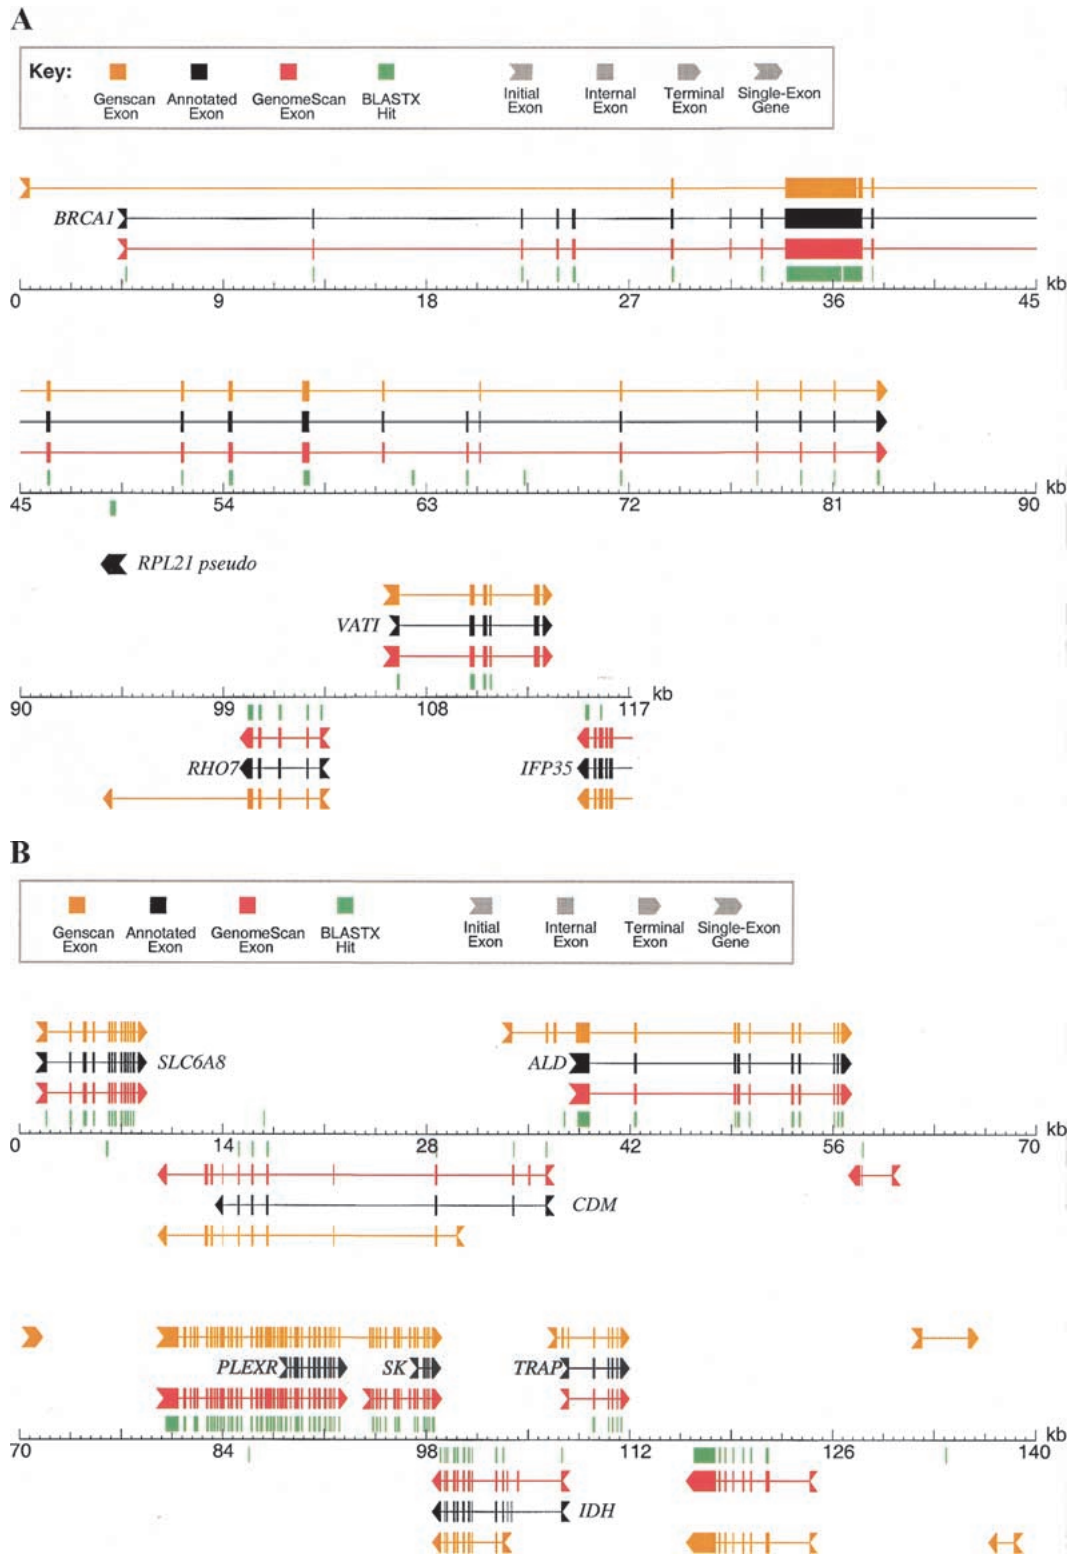 A
Key:
Genscan Exon
Annotated Exon
GenomeScan Exon
BLASTX Hit
Initial Exon
Internal Exon
Terminal Exon
Single-Exon Gene
BRCA1
0 9 18 27 36 45 kb
45 54 63 72 81 90 kb
RPL21 pseudo
VATI
90 99 108 117 kb
RHO7
IFP35
B
Genscan Exon
Annotated Exon
GenomeScan Exon
BLASTX Hit
Initial Exon
Internal Exon
Terminal Exon
Single-Exon Gene
SLC6A8
ALD
0 14 28 42 56 70 kb
CDM
PLEXR
SK
TRAP
70 84 98 112 126 140 kb
IDH